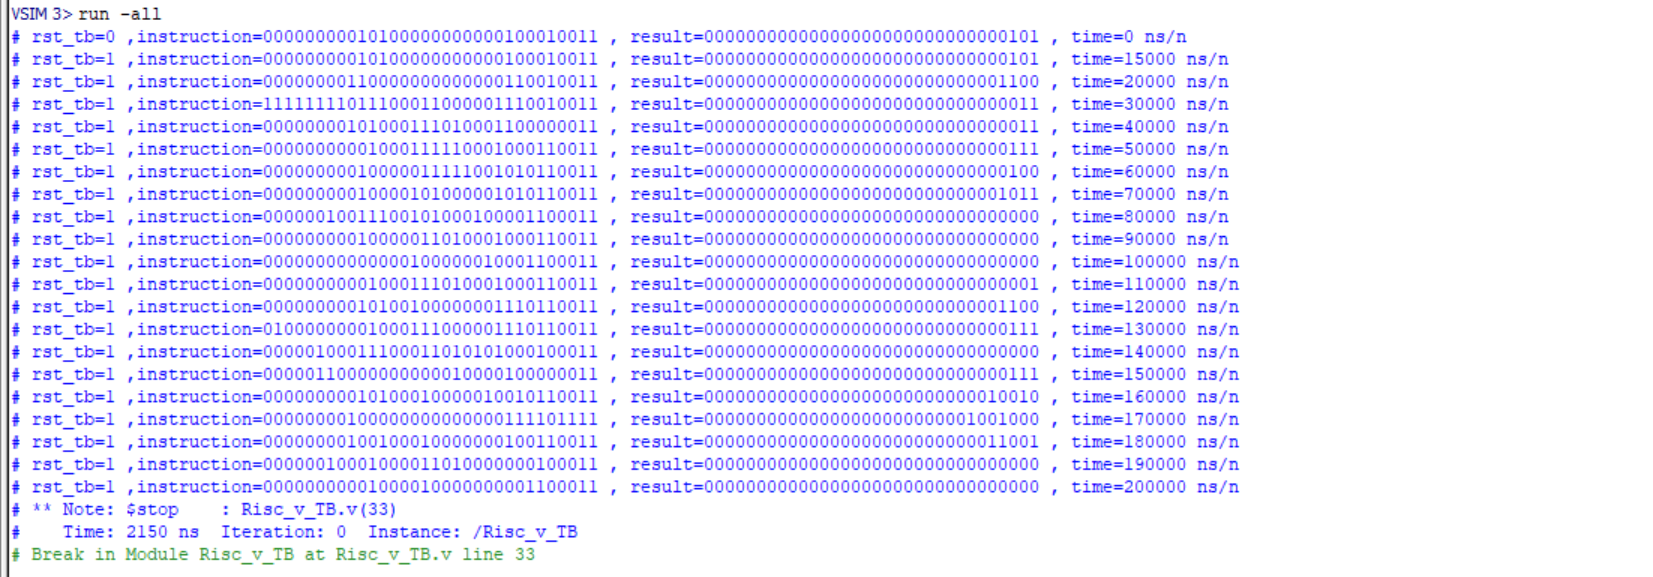 VSIM 3> run -all
# rst_tb=0 ,instruction=00000000010100000000000100010011 , result=00000000000000000000000000000101 , time=0 ns/n
# rst_tb=1 ,instruction=00000000010100000000000100010011 , result=00000000000000000000000000000101 , time=15000 ns/n
# rst_tb=1 ,instruction=00000000110000000000000110010011 , result=00000000000000000000000000001100 , time=20000 ns/n
# rst_tb=1 ,instruction=11111111011100011000001110010011 , result=00000000000000000000000000000011 , time=30000 ns/n
# rst_tb=1 ,instruction=00000000101000111010001100000011 , result=00000000000000000000000000000011 , time=40000 ns/n
# rst_tb=1 ,instruction=00000000001000111110001000110011 , result=00000000000000000000000000000111 , time=50000 ns/n
# rst_tb=1 ,instruction=00000000010000011111001010110011 , result=00000000000000000000000000000100 , time=60000 ns/n
# rst_tb=1 ,instruction=00000000010000101000001010110011 , result=00000000000000000000000000001011 , time=70000 ns/n
# rst_tb=1 ,instruction=00000010011100101000100001100011 , result=00000000000000000000000000000000 , time=80000 ns/n
# rst_tb=1 ,instruction=00000000010000011010001000110011 , result=00000000000000000000000000000000 , time=90000 ns/n
# rst_tb=1 ,instruction=00000000000000100000010001100011 , result=00000000000000000000000000000000 , time=100000 ns/n
# rst_tb=1 ,instruction=00000000001000111010001000110011 , result=00000000000000000000000000000001 , time=110000 ns/n
# rst_tb=1 ,instruction=00000000010100100000001110110011 , result=00000000000000000000000000001100 , time=120000 ns/n
# rst_tb=1 ,instruction=01000000001000111000001110110011 , result=00000000000000000000000000000111 , time=130000 ns/n
# rst_tb=1 ,instruction=00000100011100011010101000100011 , result=00000000000000000000000000000000 , time=140000 ns/n
# rst_tb=1 ,instruction=00000110000000000010000100000011 , result=00000000000000000000000000000111 , time=150000 ns/n
# rst_tb=1 ,instruction=00000000010100010000010010110011 , result=00000000000000000000000000010010 , time=160000 ns/n
# rst_tb=1 ,instruction=00000000100000000000000111101111 , result=00000000000000000000000001001000 , time=170000 ns/n
# rst_tb=1 ,instruction=00000000100100010000000100110011 , result=00000000000000000000000000011001 , time=180000 ns/n
# rst_tb=1 ,instruction=00000010001000011010000000100011 , result=00000000000000000000000000000000 , time=190000 ns/n
# rst_tb=1 ,instruction=00000000001000010000000001100011 , result=00000000000000000000000000000000 , time=200000 ns/n
# ** Note: $stop    : Risc_v_TB.v(33)
#    Time: 2150 ns  Iteration: 0  Instance: /Risc_v_TB
# Break in Module Risc_v_TB at Risc_v_TB.v line 33